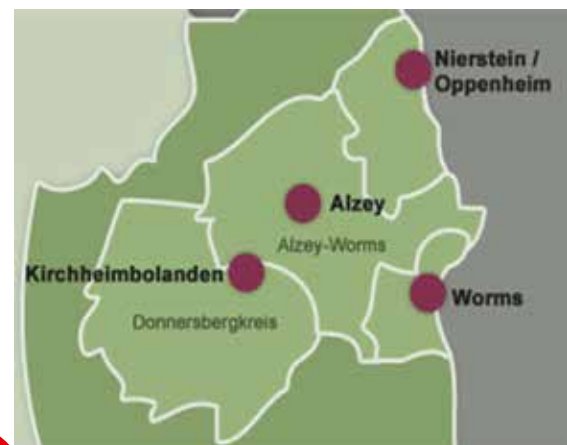 Nierstein /
Oppenheim
Alzey
Alzey-Worms
Kirchheimbolanden
Worms
Donnersbergkreis